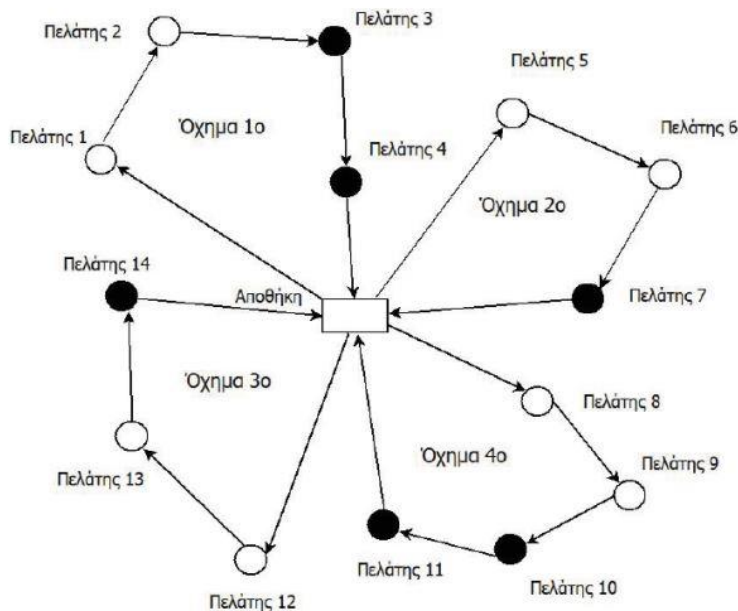 Πελάτης 2
Πελάτης 3
Πελάτης 5
Πελάτης 1
Όχημα 1ο
Πελάτης 4
Πελάτης 6
Όχημα 2ο
Πελάτης 14
Αποθήκη
Πελάτης 7
Όχημα 3ο
Πελάτης 8
Όχημα 4ο
Πελάτης 9
Πελάτης 13
Πελάτης 12
Πελάτης 11
Πελάτης 10